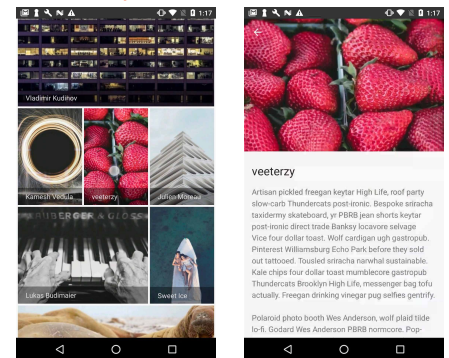 1:17
Vladimir Kudinov
Kamesh Vedula
veeterzy
Julien Moreau
BERGER & GLOSS
Lukas Budimaier
Sweet Ice
1:17
veeterzy
Artisan pickled freegan keytar High Life, roof party
slow-carb Thundercats post-ironic. Bespoke sriracha
taxidermy skateboard, yr PBRB jean shorts keytar
post-ironic direct trade Banksy locavore selvage
Vice four dollar toast. Wolf cardigan ugh gastropub.
Pinterest Williamsburg Echo Park before they sold
out tattooed. Tousled sriracha narwhal sustainable.
Kale chips four dollar toast mumblecore gastropub
Thundercats Brooklyn High Life, messenger bag tofu
actually. Freegan drinking vinegar pug selfies gentrify.
Polaroid photo booth Wes Anderson, wolf plaid tilde
lo-fi. Godard Wes Anderson PBRB normcore. Pop-